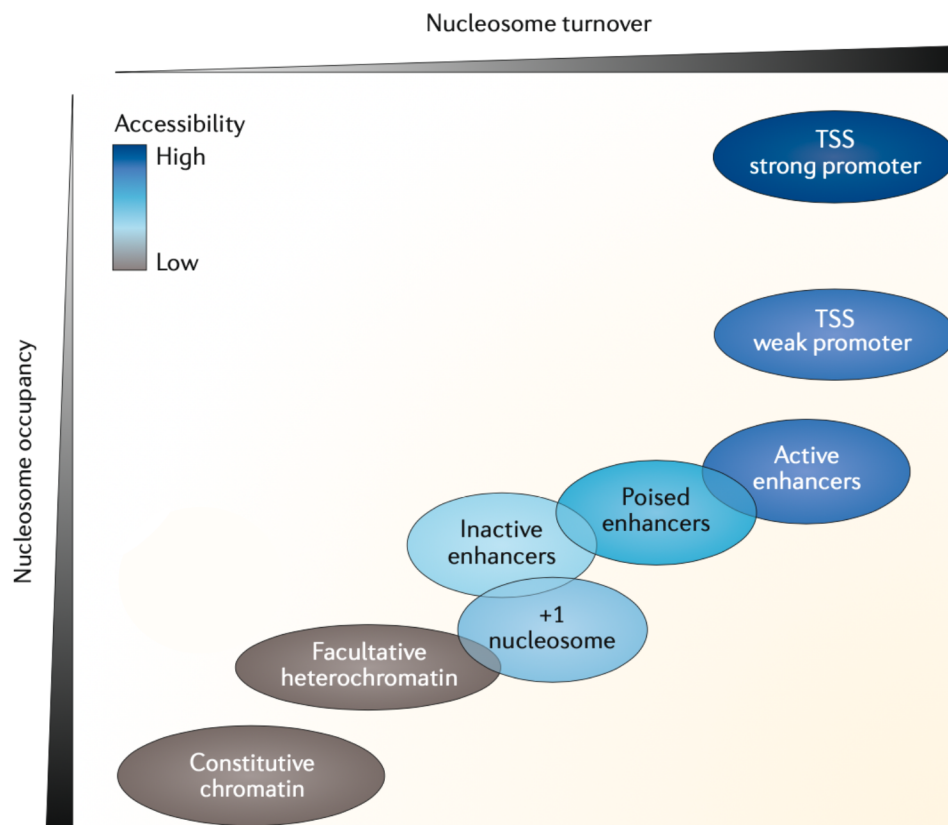 Nucleosome turnover
Accessibility
High
Low
Nucleosome occupancy
TSS
strong promoter
TSS
weak promoter
Active
enhancers
Poised
enhancers
Inactive
enhancers
+1
nucleosome
Facultative
heterochromatin
Constitutive
chromatin